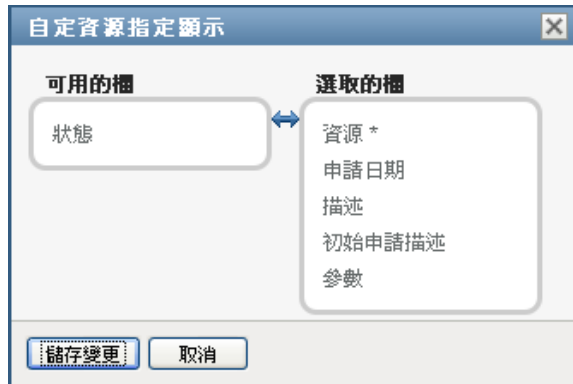 自定資源指定顯示
可用的欄
選取的欄
狀態
資源 *
申請日期
描述
初始申請描述
參數
儲存變更
取消